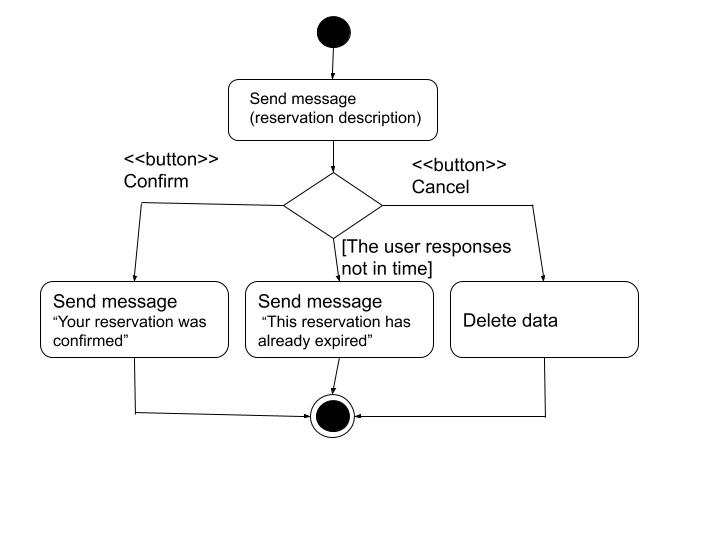 Send message
(reservation description)
<<button>>
Confirm
<<button>>
Cancel
[The user responses
not in time]
Send message
“Your reservation was
confirmed”
Send message
“This reservation has
already expired”
Delete data